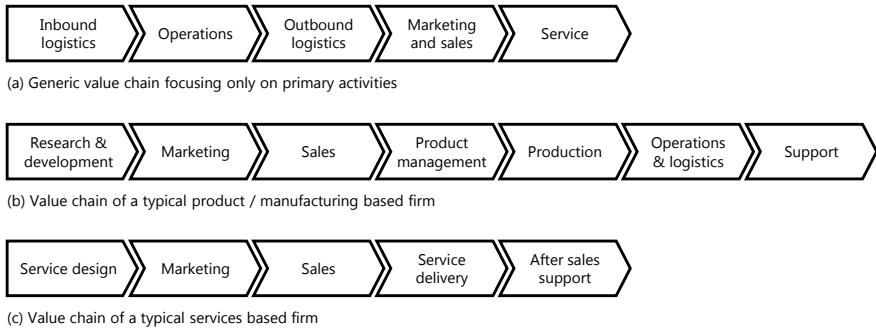 Inbound
logistics
Operations
Outbound
logistics
Marketing
and sales
Service
(a) Generic value chain focusing only on primary activities
Research &
development
Marketing
Sales
Product
management
Production
Operations
& logistics
Support
(b) Value chain of a typical product / manufacturing based firm
Service design
Marketing
Sales
Service
delivery
After sales
support
(c) Value chain of a typical services based firm